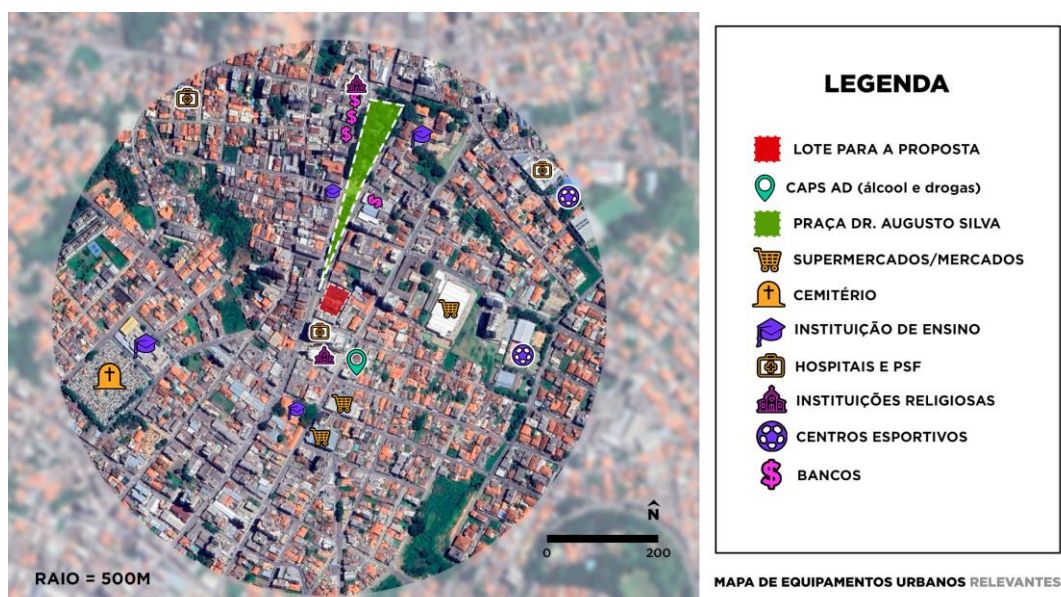 LEGENDA
LOTE PARA A PROPOSTA
CAPS AD (álcool e drogas)
PRAÇA DR. AUGUSTO SILVA
SUPERMERCADOS/MERCADOS
CEMITÉRIO
INSTITUIÇÃO DE ENSINO
HOSPITAIS E PSF
INSTITUIÇÕES RELIGIOSAS
CENTROS ESPORTIVOS
$ BANCOS
$
$
$
$
N
0 200
RAIO = 500M
MAPA DE EQUIPAMENTOS URBANOS RELEVANTES